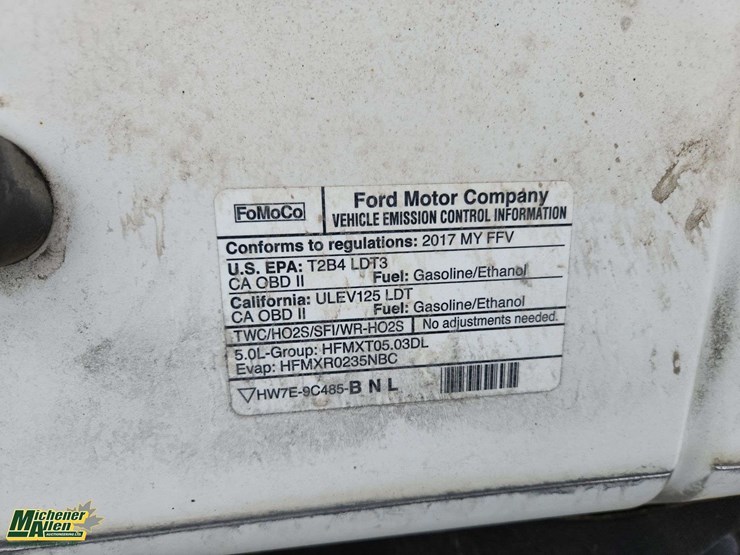 FoMoCo
Ford Motor Company
VEHICLE EMISSION CONTROL INFORMATION
Conforms to regulations: 2017 MY FFV
U.S. EPA: T2B4 LDT3
CA OBD II Fuel: Gasoline/Ethanol
California: ULEV125 LDT
CA OBD II Fuel: Gasoline/Ethanol
TWC/HO2S/SFI/WR-HO2S No adjustments needed.
5.0L-Group: HFMXT05.03DL
Evap: HFMXR0235NBC
HW7E-9C485-B N L
MICHENER
ALLEN
AUCTIONEERING LTD.